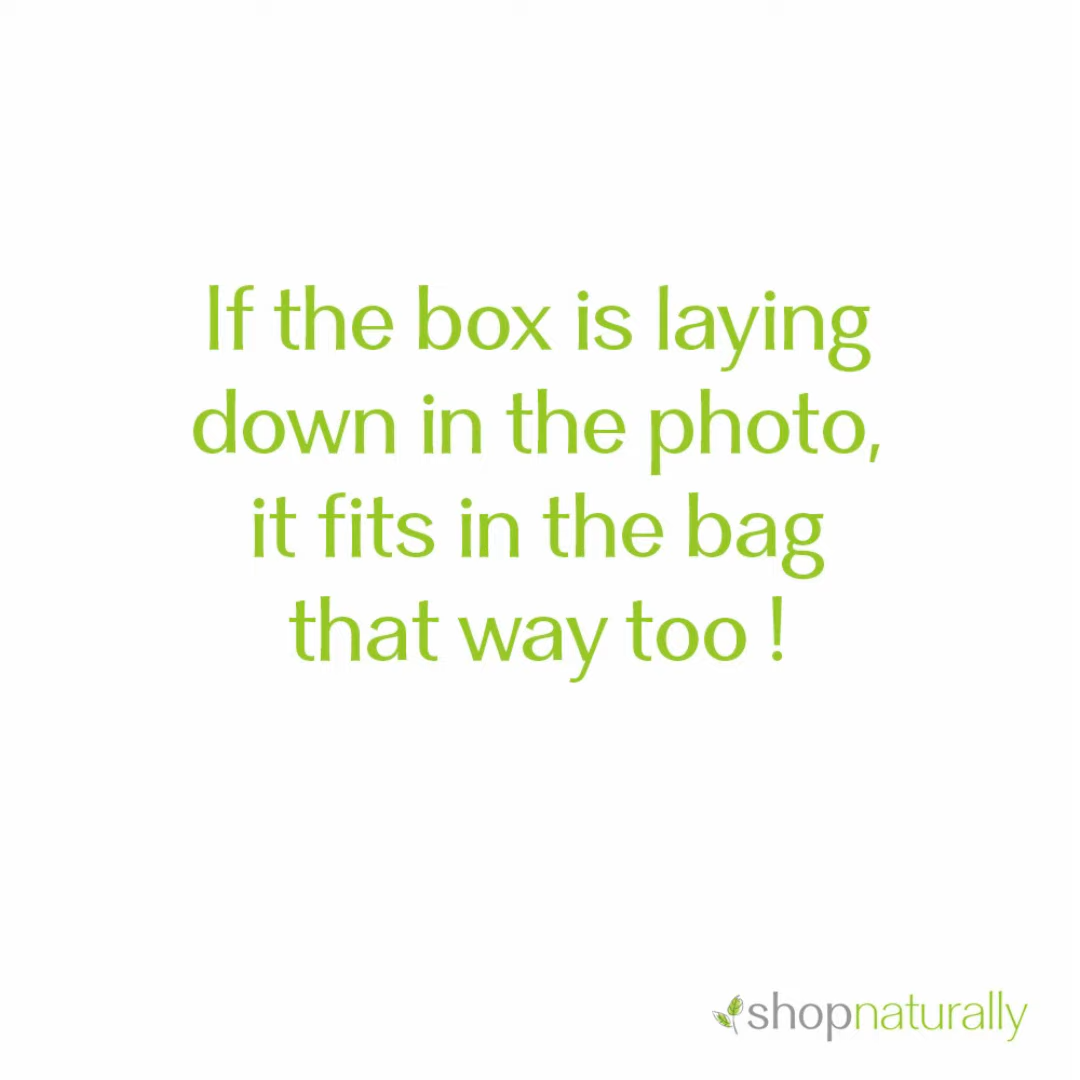 If the box is laying
down in the photo,
it fits in the bag
that way too !
shopnaturally